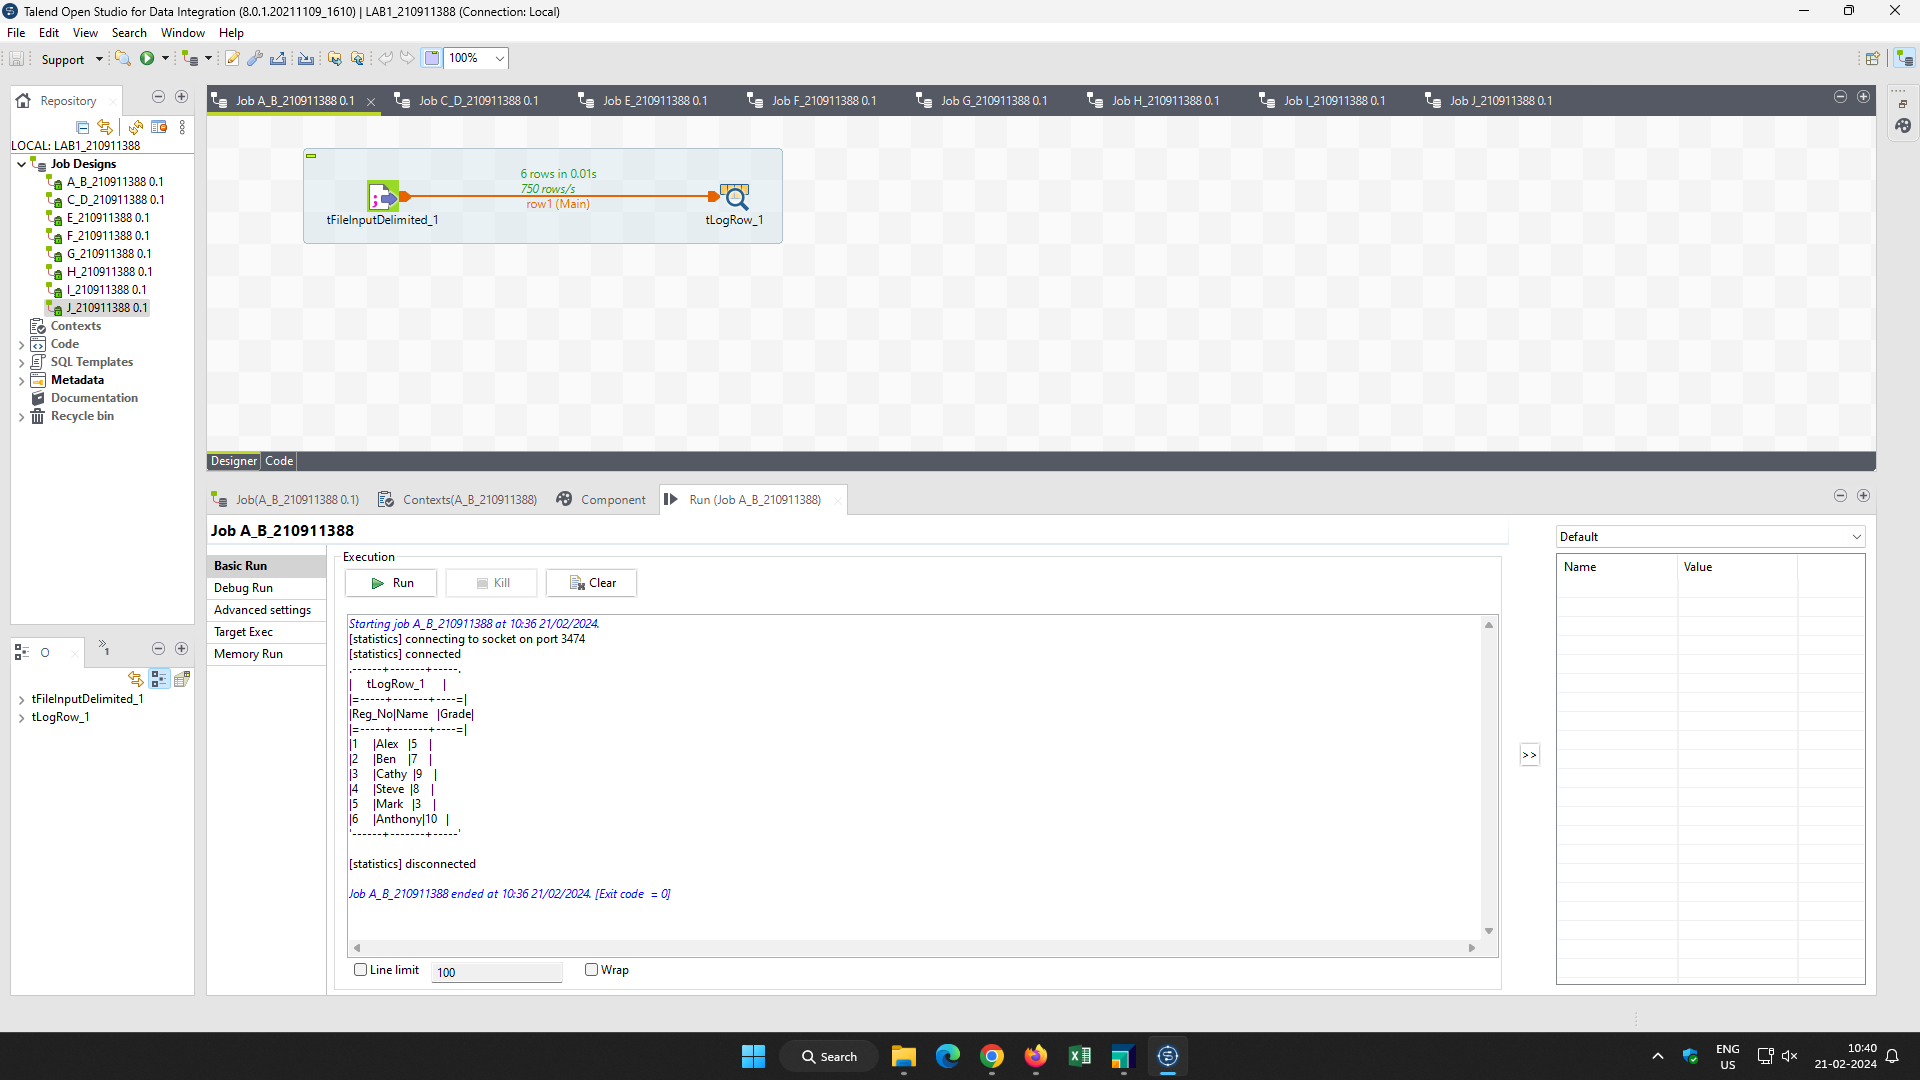 Talend Open Studio for Data Integration (8.0.1.20211109_1610) | LAB1_210911388 (Connection: Local)
File Edit View Search Window Help
Support 100%
Repository
LOCAL: LAB1_210911388
Job Designs
A_B_210911388 0.1
C_D_210911388 0.1
E_210911388 0.1
F_210911388 0.1
G_210911388 0.1
H_210911388 0.1
I_210911388 0.1
J_210911388 0.1
Contexts
Code
SQL Templates
Metadata
Documentation
Recycle bin
O
1
tFileInputDelimited_1
tLogRow_1
Job A_B_210911388 0.1 Job C_D_210911388 0.1 Job E_210911388 0.1 Job F_210911388 0.1 Job G_210911388 0.1 Job H_210911388 0.1 Job I_210911388 0.1 Job J_210911388 0.1
6 rows in 0.01s
750 rows/s
row1 (Main)
tFileInputDelimited_1 tLogRow_1
Designer Code
Job(A_B_210911388 0.1) Contexts(A_B_210911388) Component Run (Job A_B_210911388)
Job A_B_210911388
Basic Run
Debug Run
Advanced settings
Target Exec
Memory Run
Execution
Run Kill Clear
Starting job A_B_210911388 at 10:36 21/02/2024.
[statistics] connecting to socket on port 3474
[statistics] connected
.------+-------+-----.
| tLogRow_1 |
|=-----+-------+----=|
|Reg_No|Name |Grade|
|=-----+-------+----=|
|1 |Alex |5 |
|2 |Ben |7 |
|3 |Cathy |9 |
|4 |Steve |8 |
|5 |Mark |3 |
|6 |Anthony|10 |
'------+-------+-----'
[statistics] disconnected
Job A_B_210911388 ended at 10:36 21/02/2024. [Exit code = 0]
Line limit 100 Wrap
>>
Default
Name Value
Search
ENG
US
10:40
21-02-2024